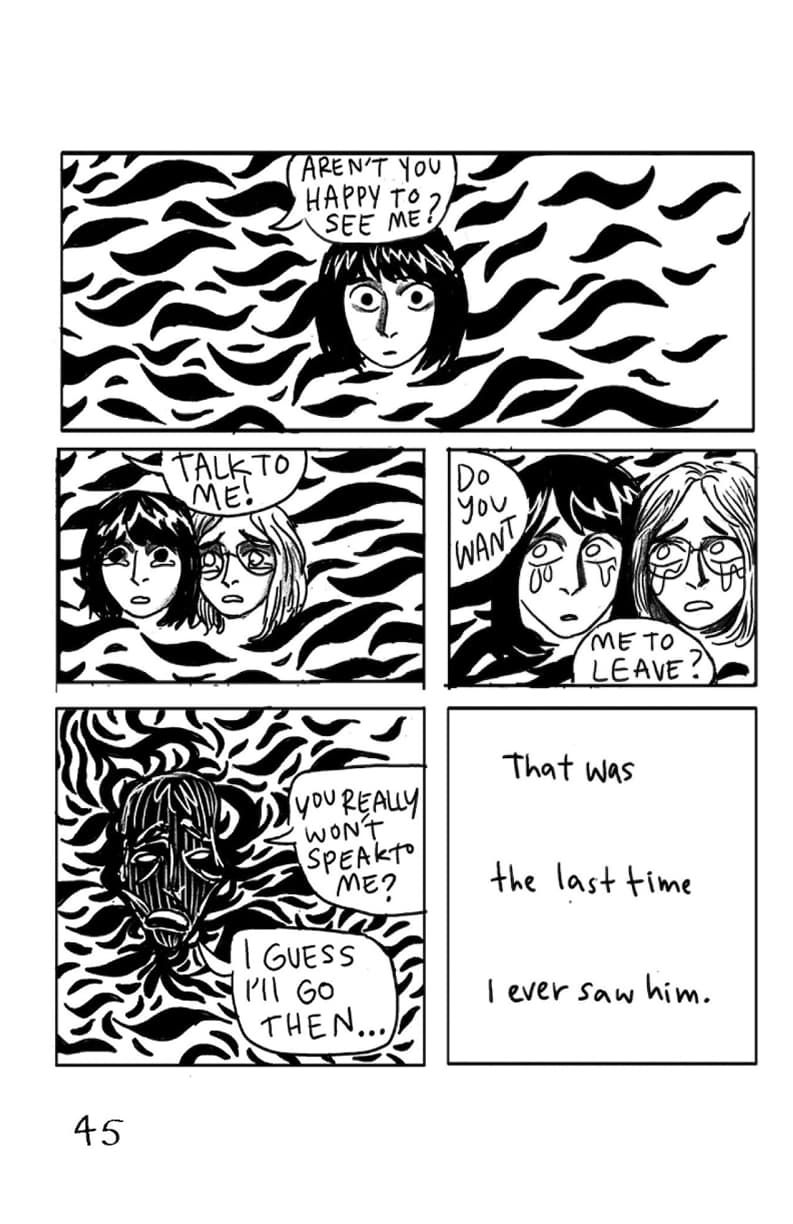 AREN'T YOU
HAPPY TO
SEE ME?
TALK TO
ME!
DO
YOU
WANT
ME TO
LEAVE?
YOU REALLY
WON'T
SPEAK TO
ME?
I GUESS
I'll GO
THEN...
That was
the last time
I ever saw him.
45